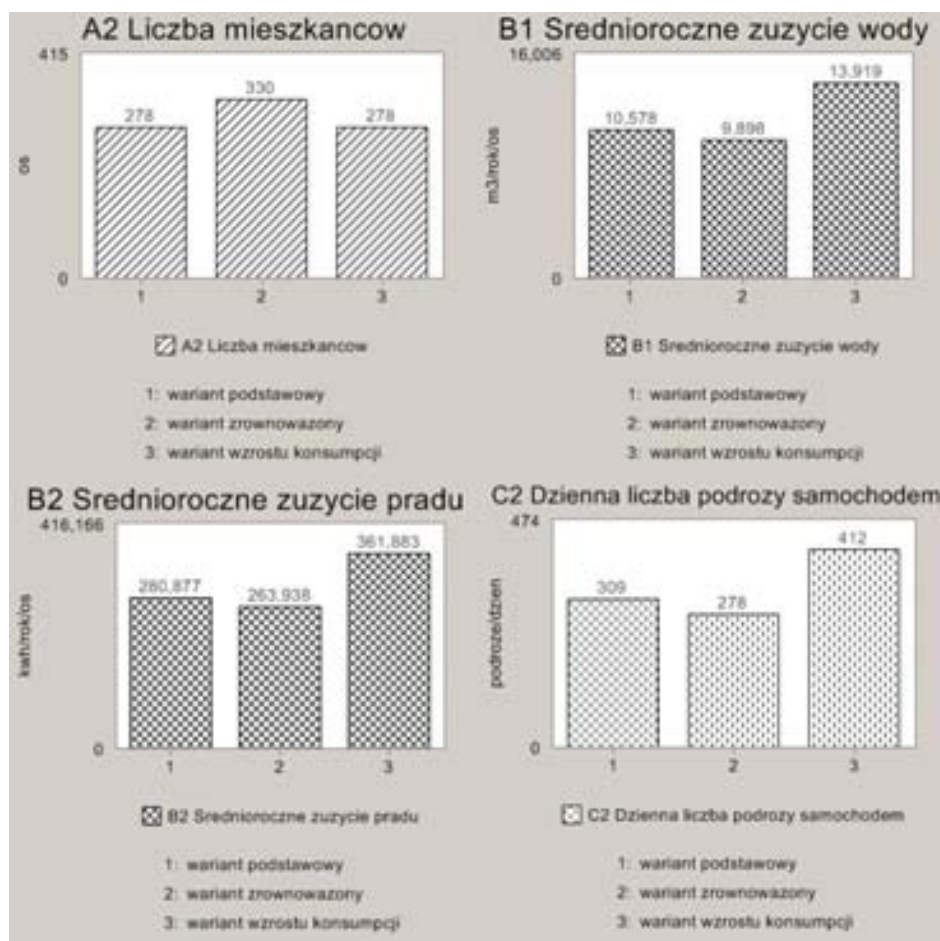 A2 Liczba mieszkancow
415
278
330
278
os
0
1 2 3
A2 Liczba mieszkancow
1: wariant podstawowy
2: wariant zrownowazony
3: wariant wzrostu konsumpcji
B1 Srednioroczne zuzycie wody
16,006
10,578
9,898
13,919
m3/rok/os
0
1 2 3
B1 Srednioroczne zuzycie wody
1: wariant podstawowy
2: wariant zrownowazony
3: wariant wzrostu konsumpcji
B2 Srednioroczne zuzycie pradu
416,166
280,877
263,938
361,883
kwh/rok/os
0
1 2 3
B2 Srednioroczne zuzycie pradu
1: wariant podstawowy
2: wariant zrownowazony
3: wariant wzrostu konsumpcji
C2 Dzienna liczba podrozy samochodem
474
309
278
412
podroze/dzien
0
1 2 3
C2 Dzienna liczba podrozy samochodem
1: wariant podstawowy
2: wariant zrownowazony
3: wariant wzrostu konsumpcji